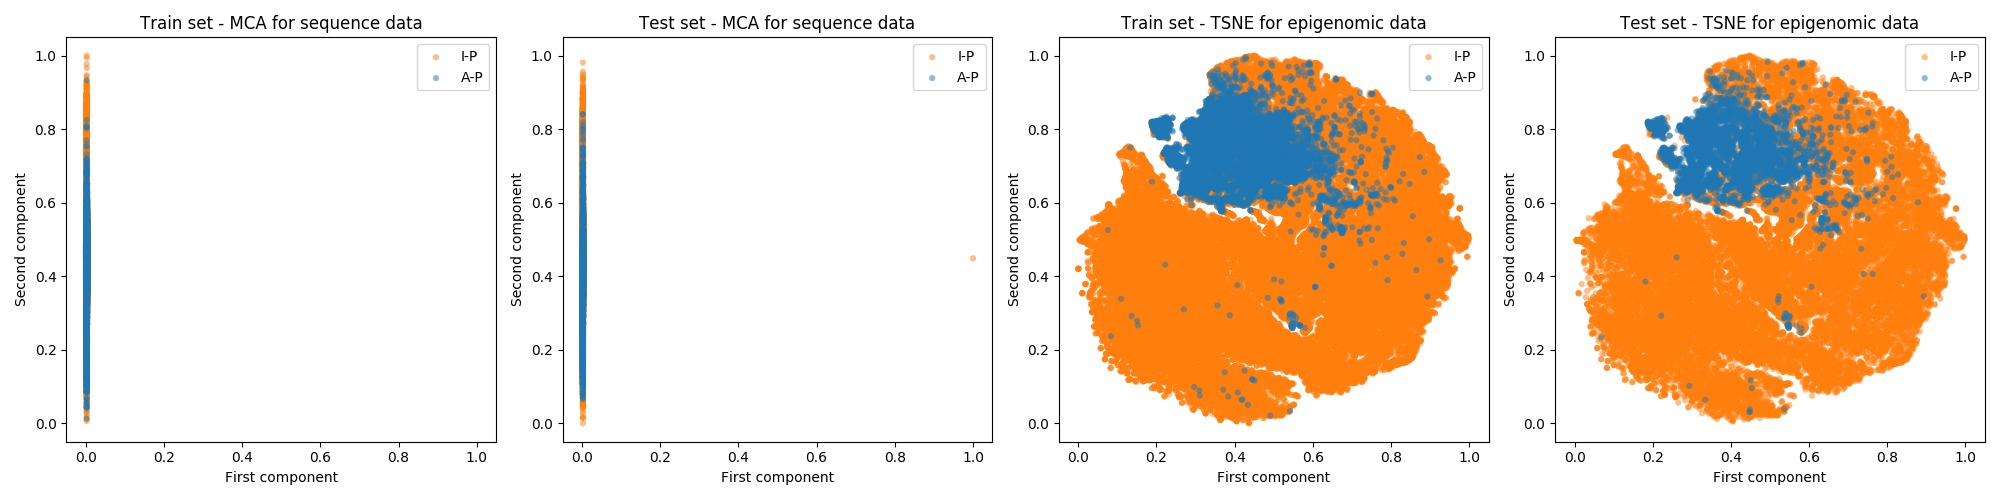 Train set - MCA for sequence data
I-P
A-P
1.0
0.8
0.6
0.4
0.2
0.0
Second component
0.0 0.2 0.4 0.6 0.8 1.0
First component
Test set - MCA for sequence data
I-P
A-P
1.0
0.8
0.6
0.4
0.2
0.0
Second component
0.0 0.2 0.4 0.6 0.8 1.0
First component
Train set - TSNE for epigenomic data
I-P
A-P
1.0
0.8
0.6
0.4
0.2
0.0
Second component
0.0 0.2 0.4 0.6 0.8 1.0
First component
Test set - TSNE for epigenomic data
I-P
A-P
1.0
0.8
0.6
0.4
0.2
0.0
Second component
0.0 0.2 0.4 0.6 0.8 1.0
First component